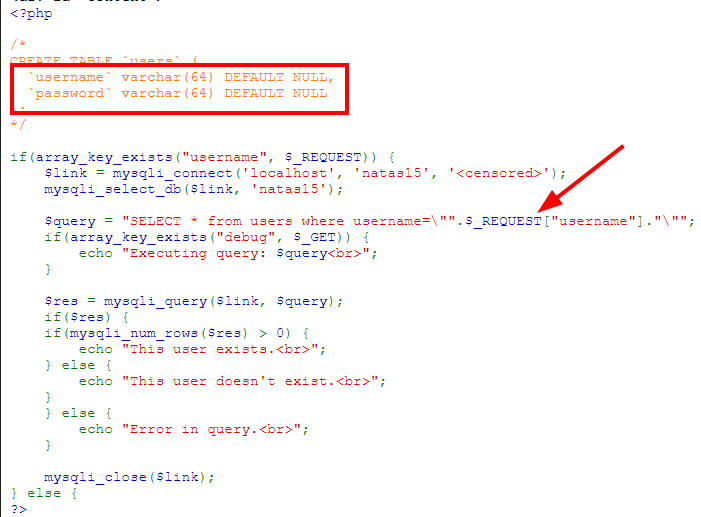 <?php
/*
CREATE TABLE `users` (
`username` varchar(64) DEFAULT NULL,
`password` varchar(64) DEFAULT NULL
*/
if(array_key_exists("username", $_REQUEST)) {
$link = mysqli_connect('localhost', 'natas15', '<censored>');
mysqli_select_db($link, 'natas15');
$query = "SELECT * from users where username=\"".$_REQUEST["username"]."\"";
if(array_key_exists("debug", $_GET)) {
echo "Executing query: $query<br>";
}
$res = mysqli_query($link, $query);
if($res) {
if(mysqli_num_rows($res) > 0) {
echo "This user exists.<br>";
} else {
echo "This user doesn't exist.<br>";
}
} else {
echo "Error in query.<br>";
}
mysqli_close($link);
} else {
?>